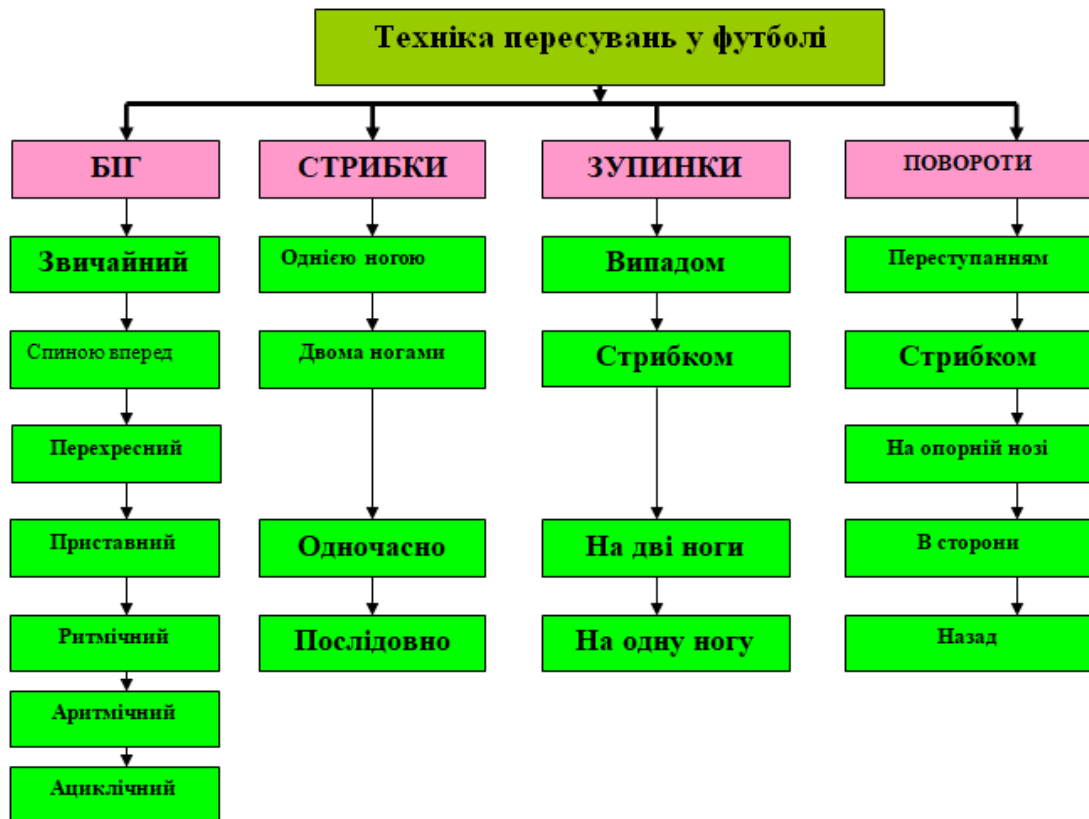 Техніка пересувань у футболі
БІГ
Звичайний
Спиною вперед
Перехресний
Приставний
Ритмічний
Аритмічний
Ациклічний
СТРИБКИ
Однією ногою
Двома ногами
Одночасно
Послідовно
ЗУПИНКИ
Випадом
Стрибком
На дві ноги
На одну ногу
ПОВОРОТИ
Переступанням
Стрибком
На опорній нозі
В сторони
Назад